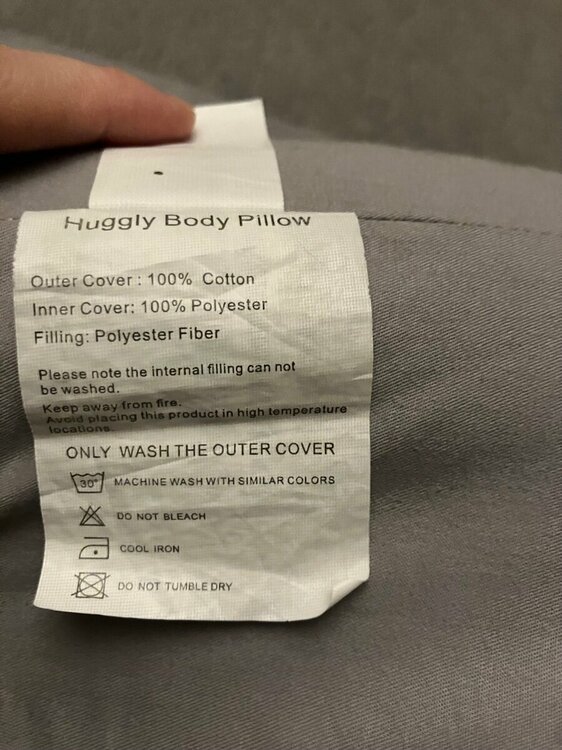 Huggly Body Pillow
Outer Cover : 100% Cotton
Inner Cover: 100% Polyester
Filling: Polyester Fiber
Please note the internal filling can not
be washed.
Keep away from fire.
Avoid placing this product in high temperature
locations.
ONLY WASH THE OUTER COVER
30° MACHINE WASH WITH SIMILAR COLORS
DO NOT BLEACH
COOL IRON
DO NOT TUMBLE DRY